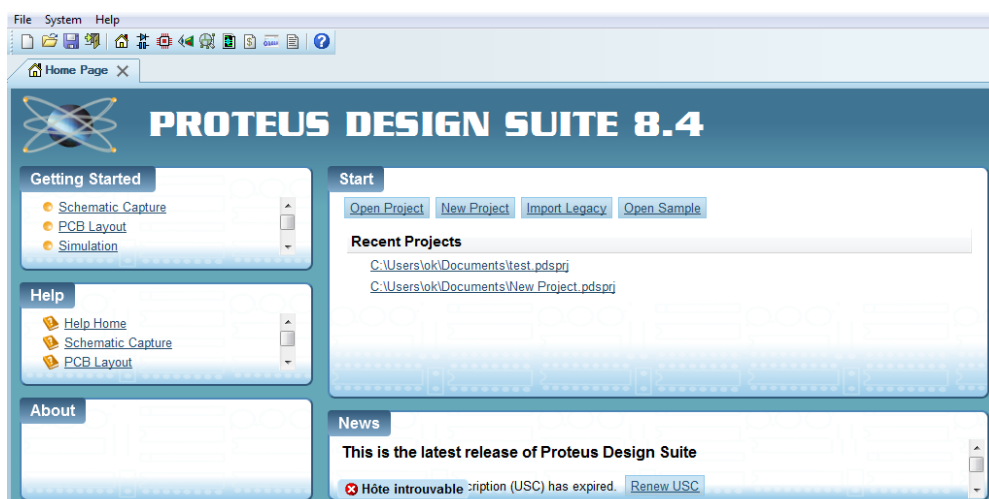 File System Help
Home Page
PROTEUS DESIGN SUITE 8.4
Getting Started
Schematic Capture
PCB Layout
Simulation
Start
Open Project New Project Import Legacy Open Sample
Recent Projects
C:\Users\ok\Documents\test.pdsprj
C:\Users\ok\Documents\New Project.pdsprj
Help
Help Home
Schematic Capture
PCB Layout
About
News
This is the latest release of Proteus Design Suite
Hôte introuvable cription (USC) has expired. Renew USC